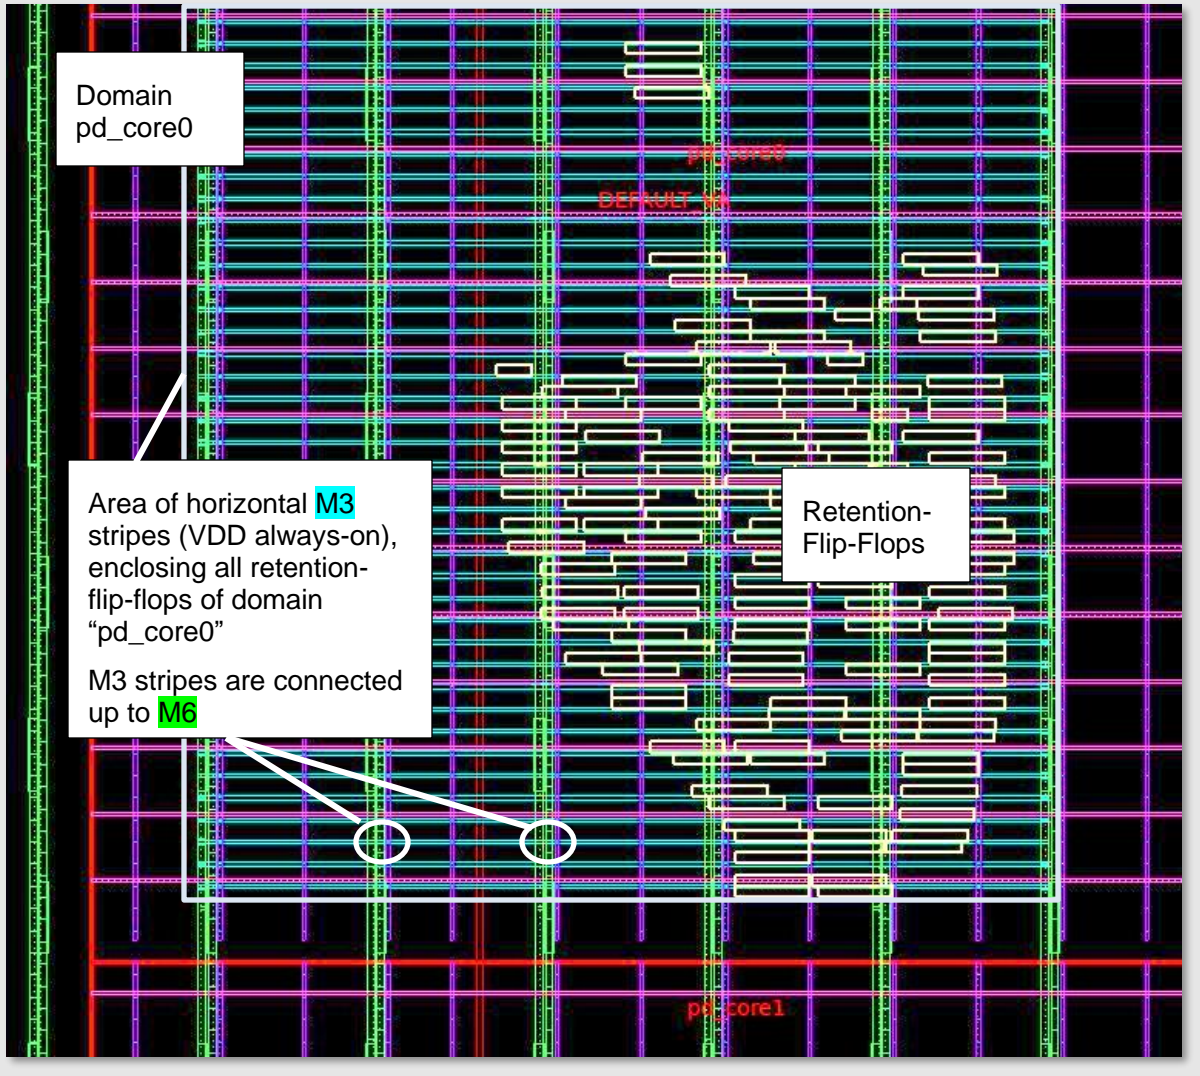 Domain
pd_core0
pd_core0
DEFAULT_VA
Area of horizontal M3
stripes (VDD always-on),
enclosing all retention-
flip-flops of domain
“pd_core0”
M3 stripes are connected
up to M6
Retention-
Flip-Flops
pd_core1